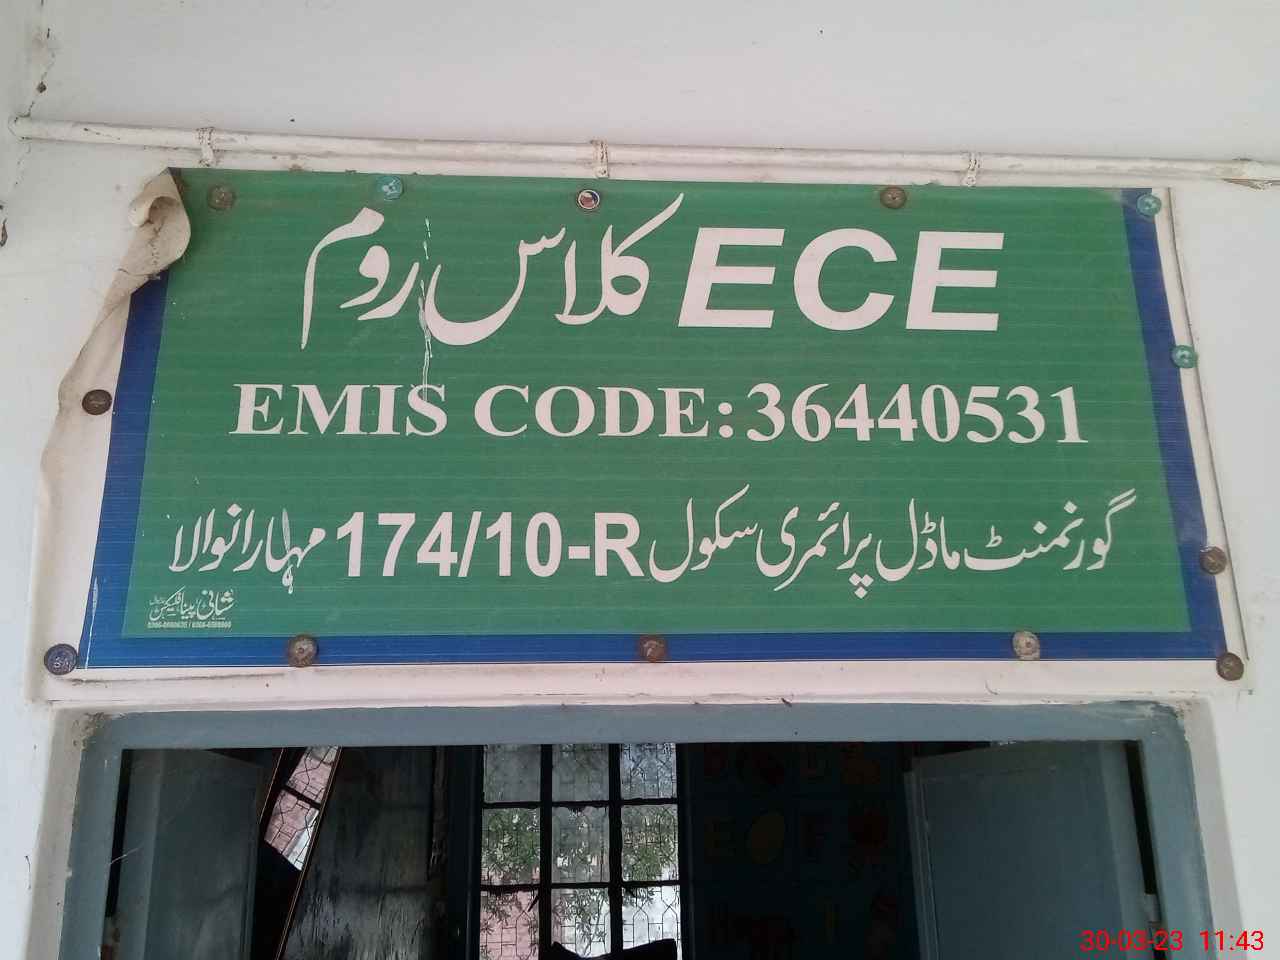 ECE کلاس روم
EMIS CODE:36440531
گورنمنٹ ماڈل پرائمری سکول 174/10-R مہارانوالا
30-03-23 11:43